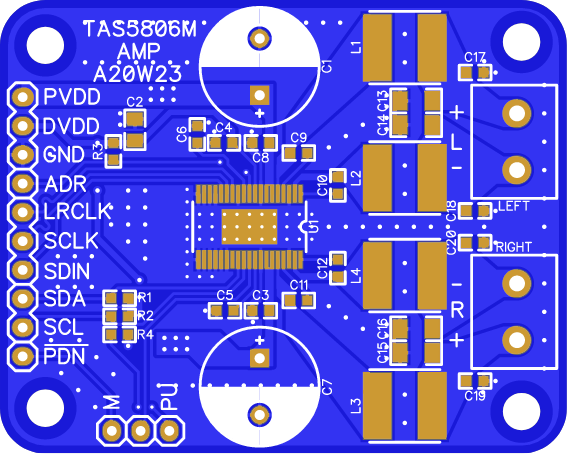 TAS5806M
AMP
A20W23
PVDD
DVDD
GND
ADR
LRCLK
SCLK
SDIN
SDA
SCL
PDN
M
PU
C2
R3
C6
C4
C8
C9
C1
L1
C17
C13
C14
+
L
-
C10
L2
C18
LEFT
U1
C20
RIGHT
C12
L4
-
R
+
C5
C3
C11
R1
R2
R4
C16
C15
C7
L3
C19
+
+